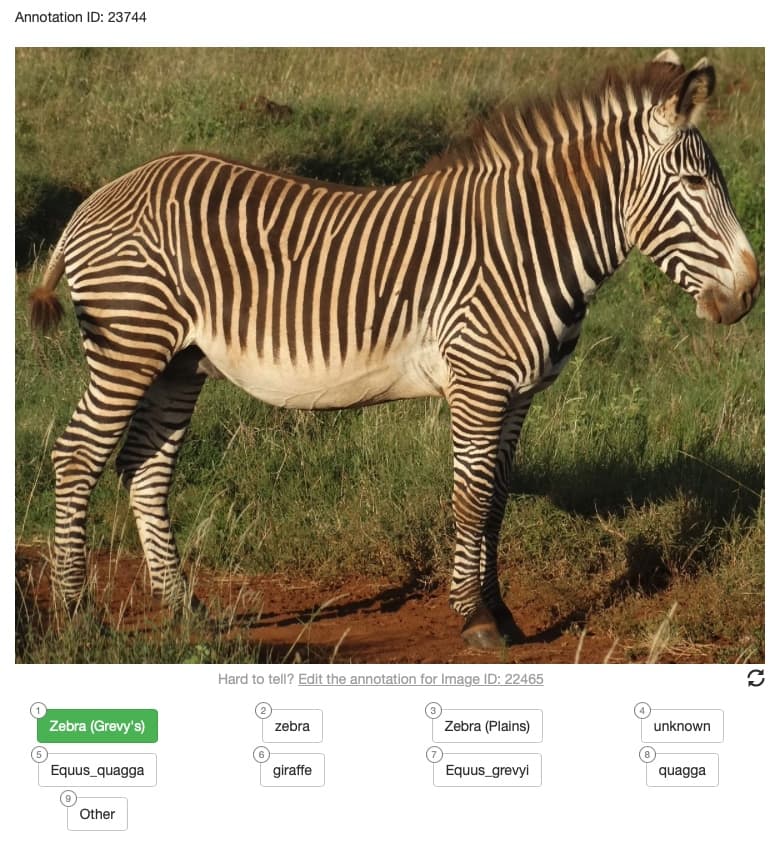 Annotation ID: 23744
Hard to tell? Edit the annotation for Image ID: 22465
1 Zebra (Grevy's) 2 zebra 3 Zebra (Plains) 4 unknown
5 Equus_quagga 6 giraffe 7 Equus_grevyi 8 quagga
9 Other